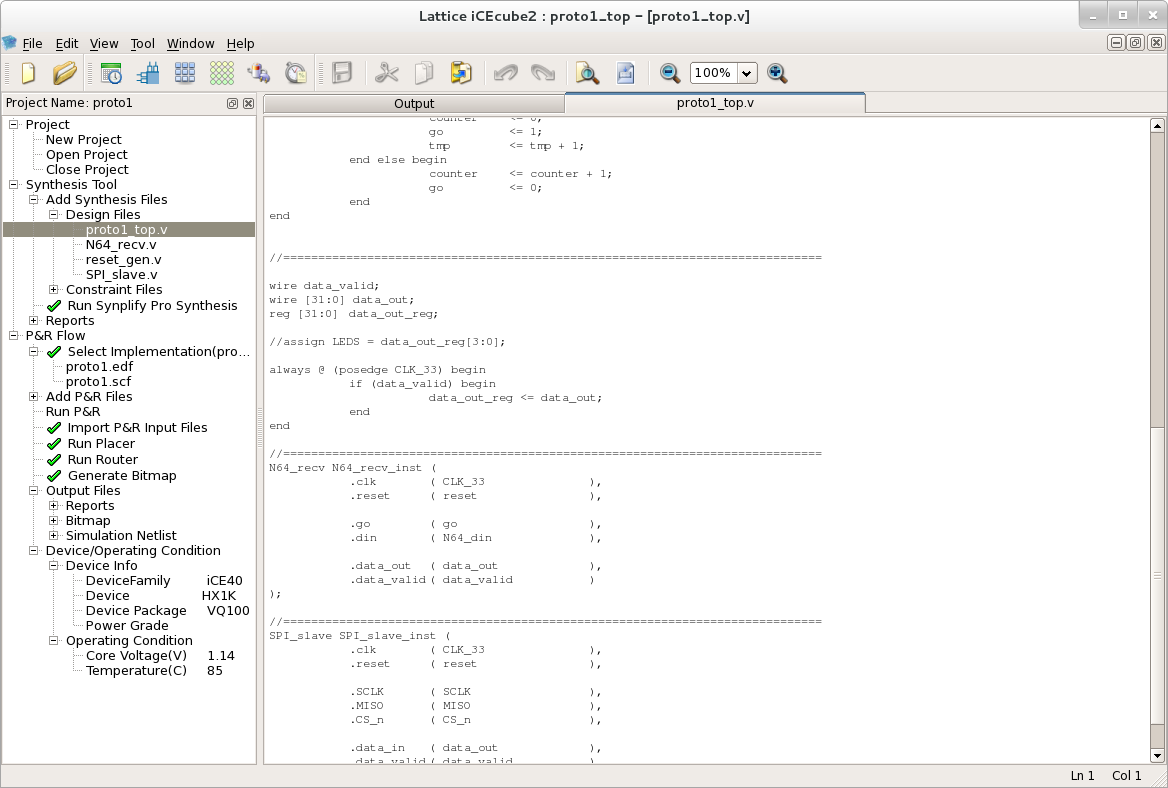 Lattice iCEcube2 : proto1_top - [proto1_top.v]
File Edit View Tool Window Help
100%
Project Name: proto1
Project
New Project
Open Project
Close Project
Synthesis Tool
Add Synthesis Files
Design Files
proto1_top.v
N64_recv.v
reset_gen.v
SPI_slave.v
Constraint Files
Run Synplify Pro Synthesis
Reports
P&R Flow
Select Implementation(pro...
proto1.edf
proto1.scf
Add P&R Files
Run P&R
Import P&R Input Files
Run Placer
Run Router
Generate Bitmap
Output Files
Reports
Bitmap
Simulation Netlist
Device/Operating Condition
Device Info
DeviceFamily iCE40
Device HX1K
Device Package VQ100
Power Grade
Operating Condition
Core Voltage(V) 1.14
Temperature(C) 85
Output proto1_top.v
counter <= 0;
go <= 1;
tmp <= tmp + 1;
end else begin
counter <= counter + 1;
go <= 0;
end
end
//=============================================================================
wire data_valid;
wire [31:0] data_out;
reg [31:0] data_out_reg;
//assign LEDS = data_out_reg[3:0];
always @ (posedge CLK_33) begin
if (data_valid) begin
data_out_reg <= data_out;
end
end
//=============================================================================
N64_recv N64_recv_inst (
.clk ( CLK_33 ),
.reset ( reset ),
.go ( go ),
.din ( N64_din ),
.data_out ( data_out ),
.data_valid ( data_valid )
);
//=============================================================================
SPI_slave SPI_slave_inst (
.clk ( CLK_33 ),
.reset ( reset ),
.SCLK ( SCLK ),
.MISO ( MISO ),
.CS_n ( CS_n ),
.data_in ( data_out ),
.data_valid ( data_valid )
Ln 1 Col 1